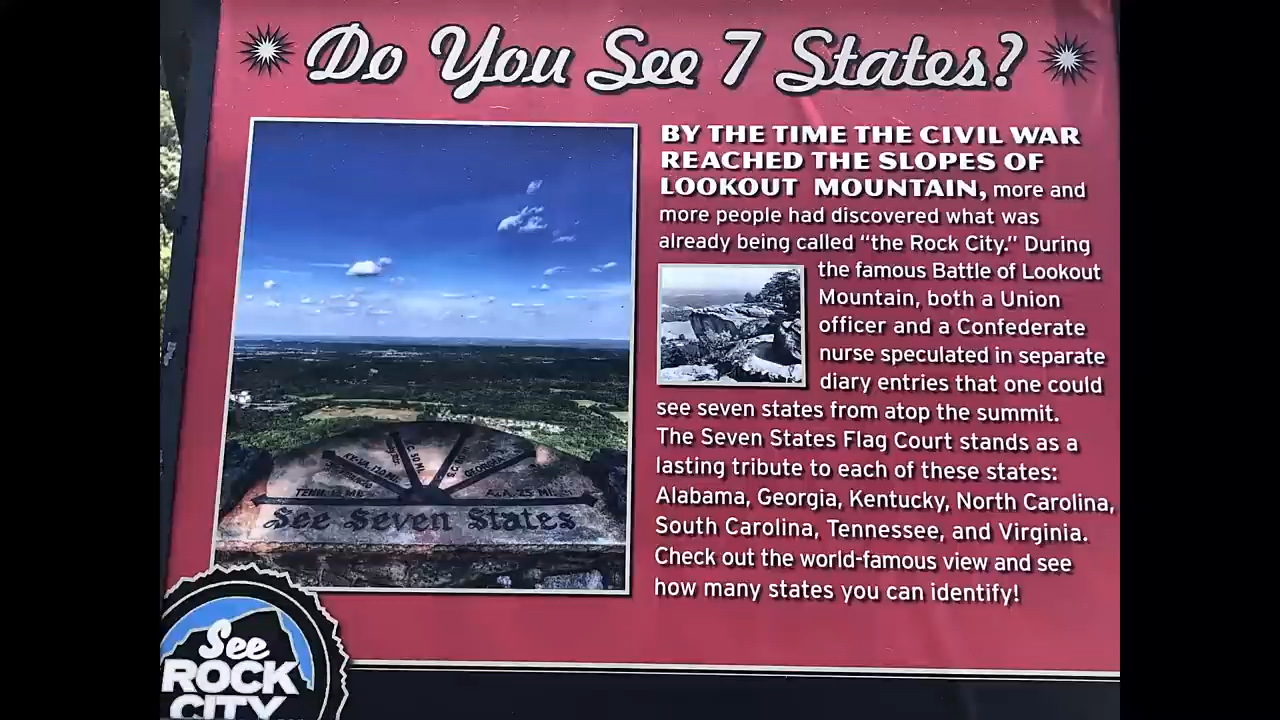 Do You See 7 States?
BY THE TIME THE CIVIL WAR
REACHED THE SLOPES OF
LOOKOUT MOUNTAIN, more and
more people had discovered what was
already being called “the Rock City.” During
the famous Battle of Lookout
Mountain, both a Union
officer and a Confederate
nurse speculated in separate
diary entries that one could
see seven states from atop the summit.
The Seven States Flag Court stands as a
lasting tribute to each of these states:
Alabama, Georgia, Kentucky, North Carolina,
South Carolina, Tennessee, and Virginia.
Check out the world-famous view and see
how many states you can identify!
GEORGIA
See Seven States
See
ROCK
CITY